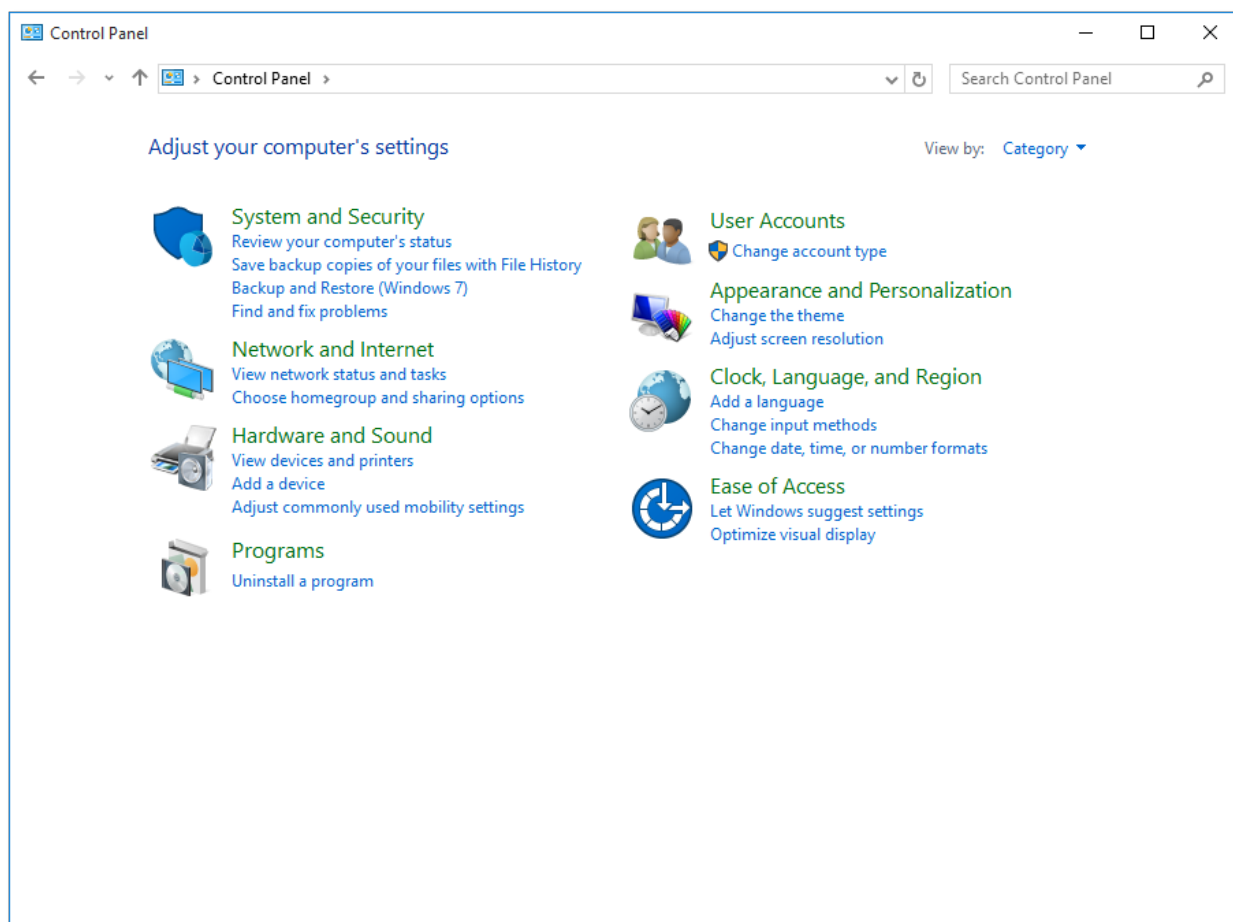 Control Panel
Control Panel
Search Control Panel
Adjust your computer's settings
View by: Category
System and Security
Review your computer's status
Save backup copies of your files with File History
Backup and Restore (Windows 7)
Find and fix problems
Network and Internet
View network status and tasks
Choose homegroup and sharing options
Hardware and Sound
View devices and printers
Add a device
Adjust commonly used mobility settings
Programs
Uninstall a program
User Accounts
Change account type
Appearance and Personalization
Change the theme
Adjust screen resolution
Clock, Language, and Region
Add a language
Change input methods
Change date, time, or number formats
Ease of Access
Let Windows suggest settings
Optimize visual display